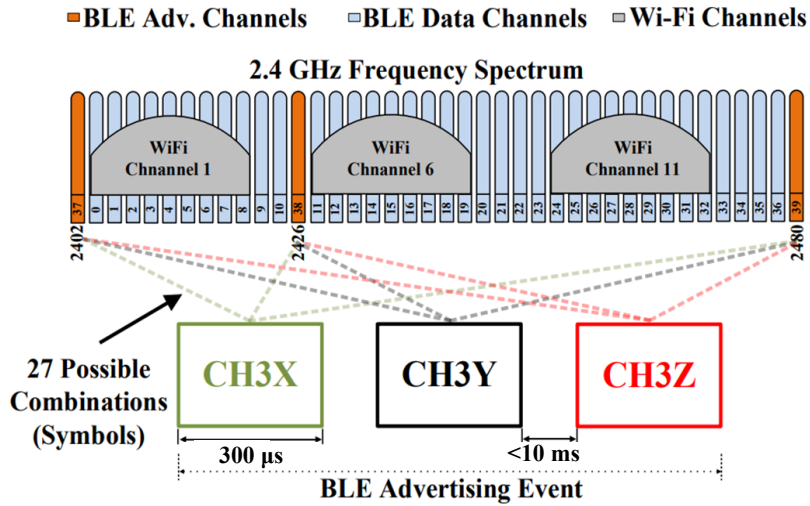 BLE Adv. Channels BLE Data Channels Wi-Fi Channels
2.4 GHz Frequency Spectrum
WiFi
Chnannel 1
WiFi
Channel 6
WiFi
Chnannel 11
37 0 1 2 3 4 5 6 7 8 9 10 38 11 12 13 14 15 16 17 18 19 20 21 22 23 24 25 26 27 28 29 30 31 32 33 34 35 36 39
2402 2426 2480
27 Possible
Combinations
(Symbols)
CH3X CH3Y CH3Z
300 μs <10 ms
BLE Advertising Event